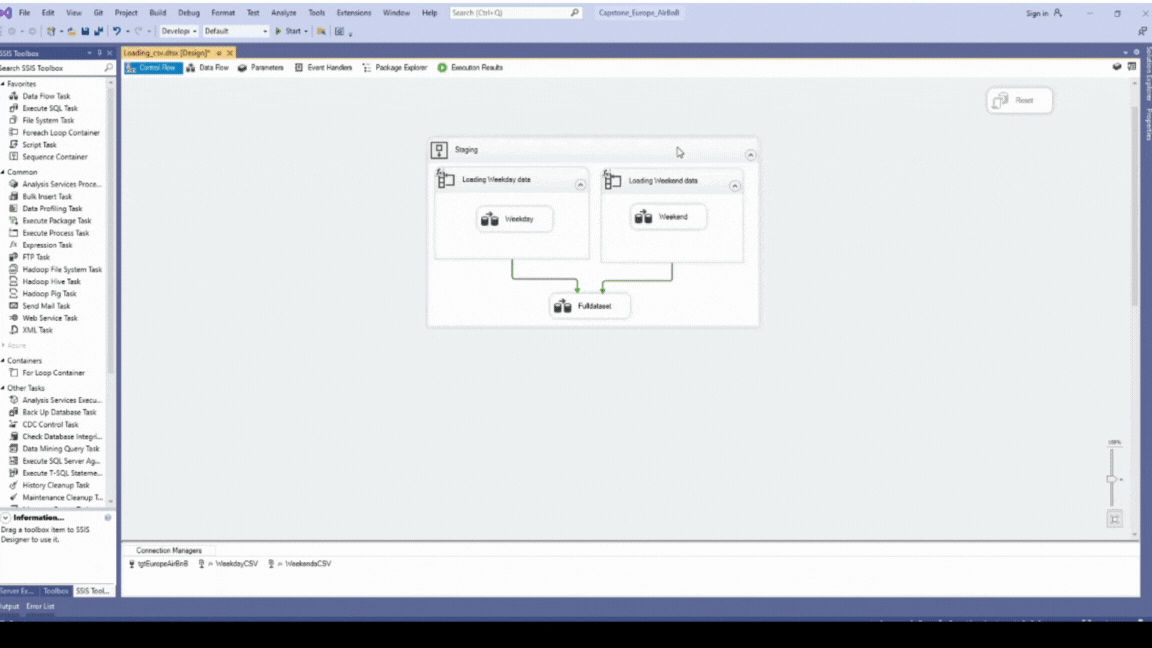 File Edit View Git Project Build Debug Format Test Analyze Tools Extensions Window Help Search (Ctrl+Q) Capstone_Europe_AirBnB Sign in
Develop Default Start
SSIS Toolbox
Loading_csv.dtsx [Design]*
Search SSIS Toolbox
Control Flow Data Flow Parameters Event Handlers Package Explorer Execution Results
Favorites
Data Flow Task
Execute SQL Task
File System Task
Foreach Loop Container
Script Task
Sequence Container
Common
Analysis Services Proce...
Bulk Insert Task
Data Profiling Task
Execute Package Task
Execute Process Task
Expression Task
FTP Task
Hadoop File System Task
Hadoop Hive Task
Hadoop Pig Task
Send Mail Task
Web Service Task
XML Task
Azure
Containers
For Loop Container
Other Tasks
Analysis Services Execu...
Back Up Database Task
CDC Control Task
Check Database Integri...
Data Mining Query Task
Execute SQL Server Ag...
Execute T-SQL Stateme...
History Cleanup Task
Maintenance Cleanup T...
Information...
Drag a toolbox item to SSIS
Designer to use it.
Server Ex... Toolbox SSIS Tool...
utput Error List
Reset
Staging
Loading Weekday data
Loading Weekend data
Weekday
Weekend
Fulldataset
100%
Connection Managers
tgtEuropeAirBnB WeekdayCSV WeekendsCSV
Solution Explorer
Properties